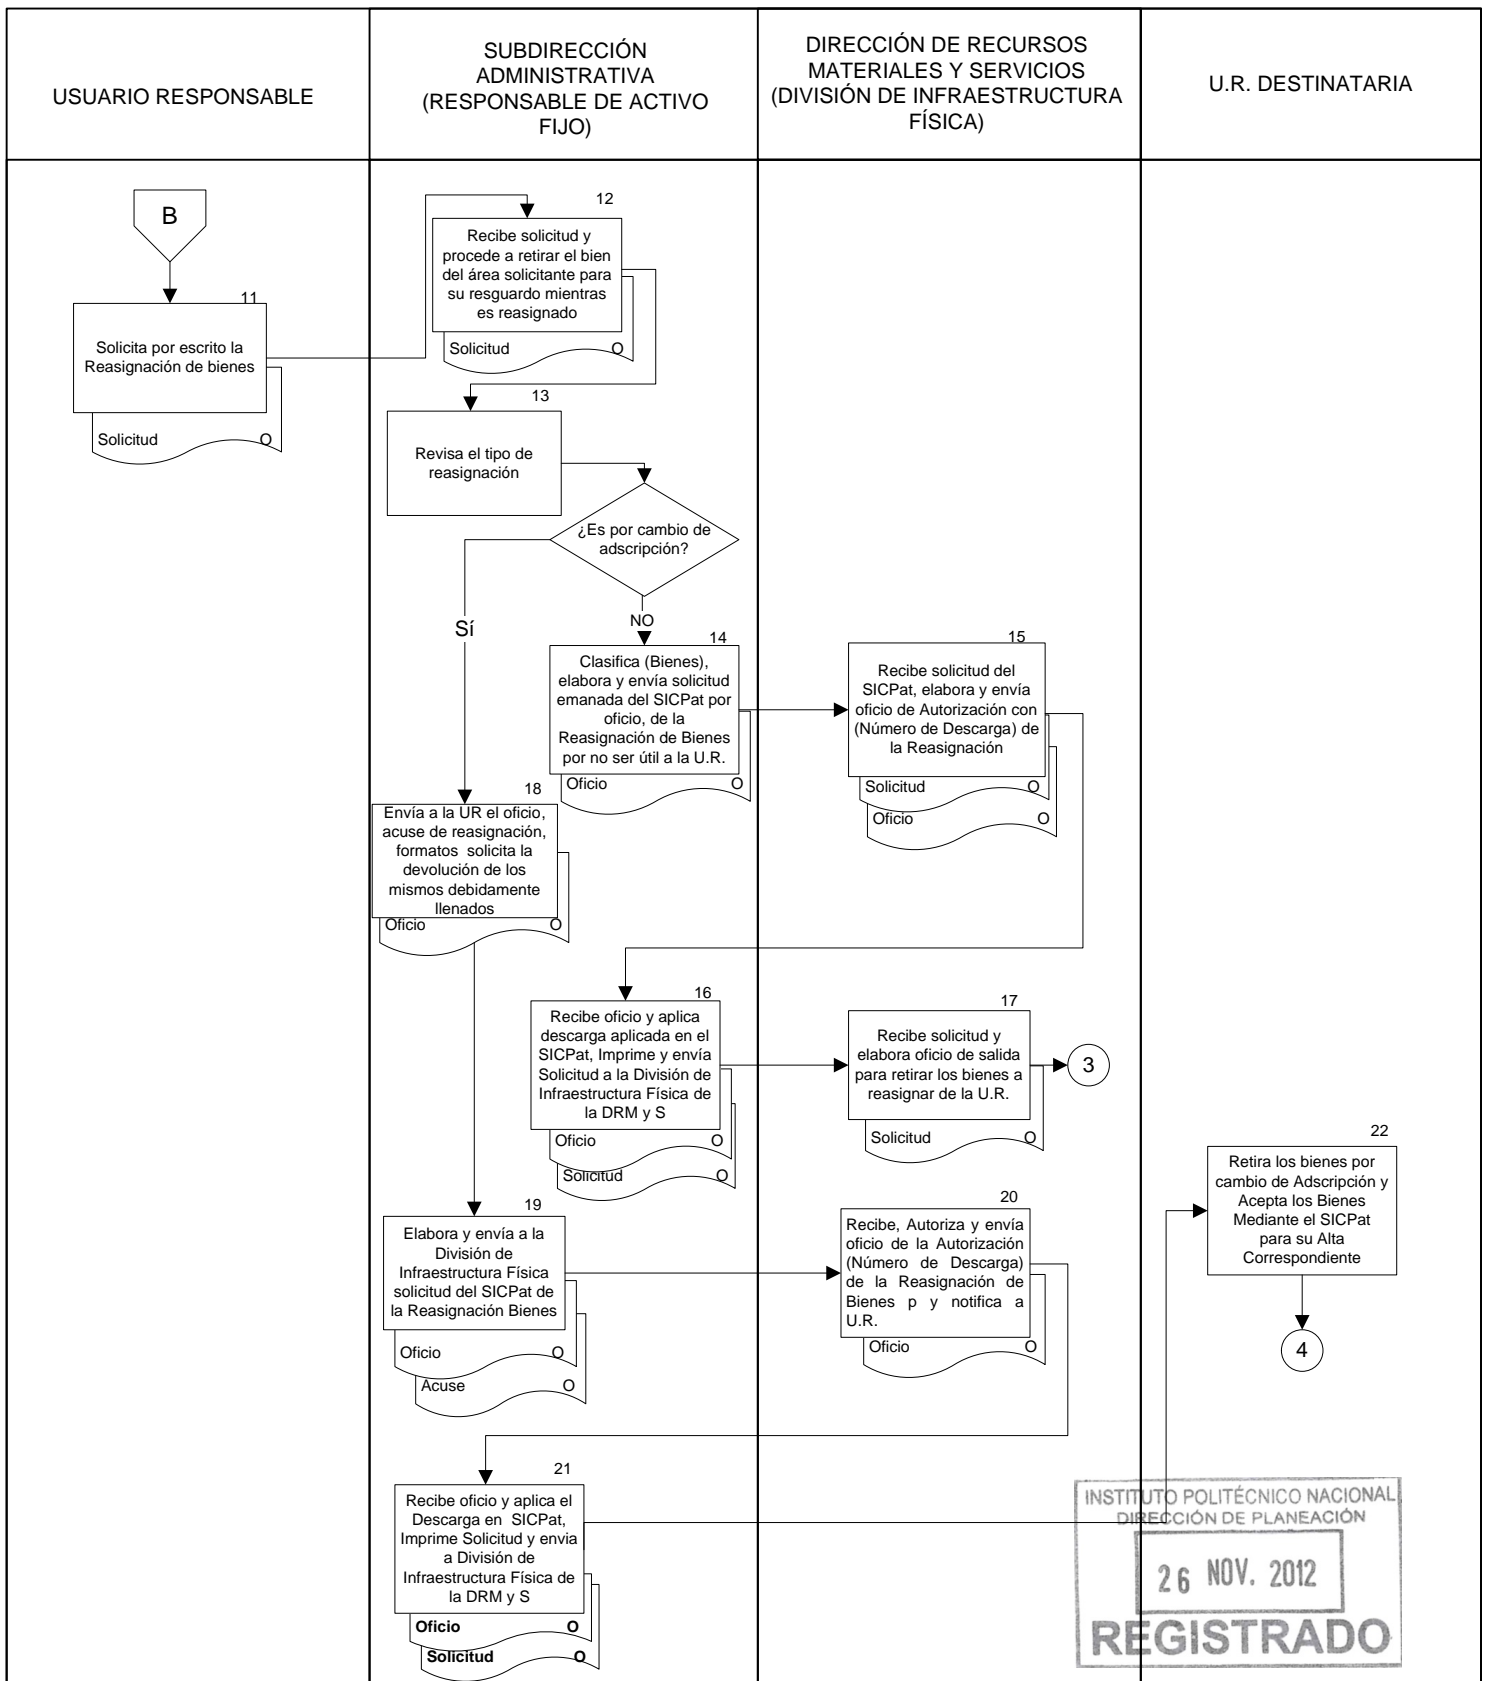 USUARIO RESPONSABLE
SUBDIRECCIÓN
ADMINISTRATIVA
(RESPONSABLE DE ACTIVO
FIJO)
DIRECCIÓN DE RECURSOS
MATERIALES Y SERVICIOS
(DIVISIÓN DE INFRAESTRUCTURA
FÍSICA)
U.R. DESTINATARIA
B
11
Solicita por escrito la
Reasignación de bienes
Solicitud O
12
Recibe solicitud y
procede a retirar el bien
del área solicitante para
su resguardo mientras
es reasignado
Solicitud O
13
Revisa el tipo de
reasignación
¿Es por cambio de
adscripción?
Sí
NO
14
Clasifica (Bienes),
elabora y envía solicitud
emanada del SICPat por
oficio, de la
Reasignación de Bienes
por no ser útil a la U.R.
Oficio O
15
Recibe solicitud del
SICPat, elabora y envía
oficio de Autorización con
(Número de Descarga) de
la Reasignación
Solicitud O
Oficio O
18
Envía a la UR el oficio,
acuse de reasignación,
formatos solicita la
devolución de los
mismos debidamente
llenados
Oficio O
16
Recibe oficio y aplica
descarga aplicada en el
SICPat, Imprime y envía
Solicitud a la División de
Infraestructura Física de
la DRM y S
Oficio O
Solicitud O
17
Recibe solicitud y
elabora oficio de salida
para retirar los bienes a
reasignar de la U.R.
Solicitud O
3
19
Elabora y envía a la
División de
Infraestructura Física
solicitud del SICPat de
la Reasignación Bienes
Oficio O
Acuse O
20
Recibe, Autoriza y envía
oficio de la Autorización
(Número de Descarga)
de la Reasignación de
Bienes p y notifica a
U.R.
Oficio O
22
Retira los bienes por
cambio de Adscripción y
Acepta los Bienes
Mediante el SICPat
para su Alta
Correspondiente
4
21
Recibe oficio y aplica el
Descarga en SICPat,
Imprime Solicitud y envia
a División de
Infraestructura Física de
la DRM y S
Oficio O
Solicitud O
INSTITUTO POLITÉCNICO NACIONAL
DIRECCIÓN DE PLANEACIÓN
26 NOV. 2012
REGISTRADO